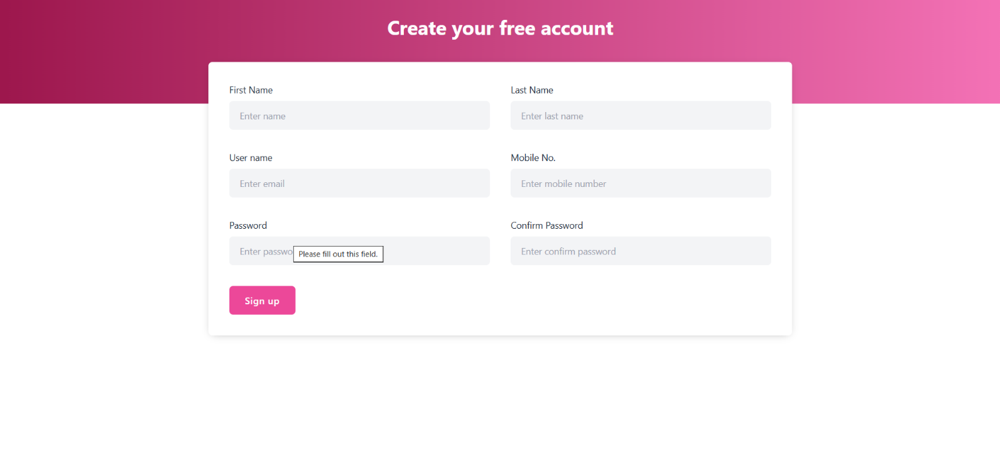 Create your free account
First Name
Last Name
Enter name
Enter last name
User name
Mobile No.
Enter email
Enter mobile number
Password
Confirm Password
Enter passwo
Please fill out this field.
Enter confirm password
Sign up